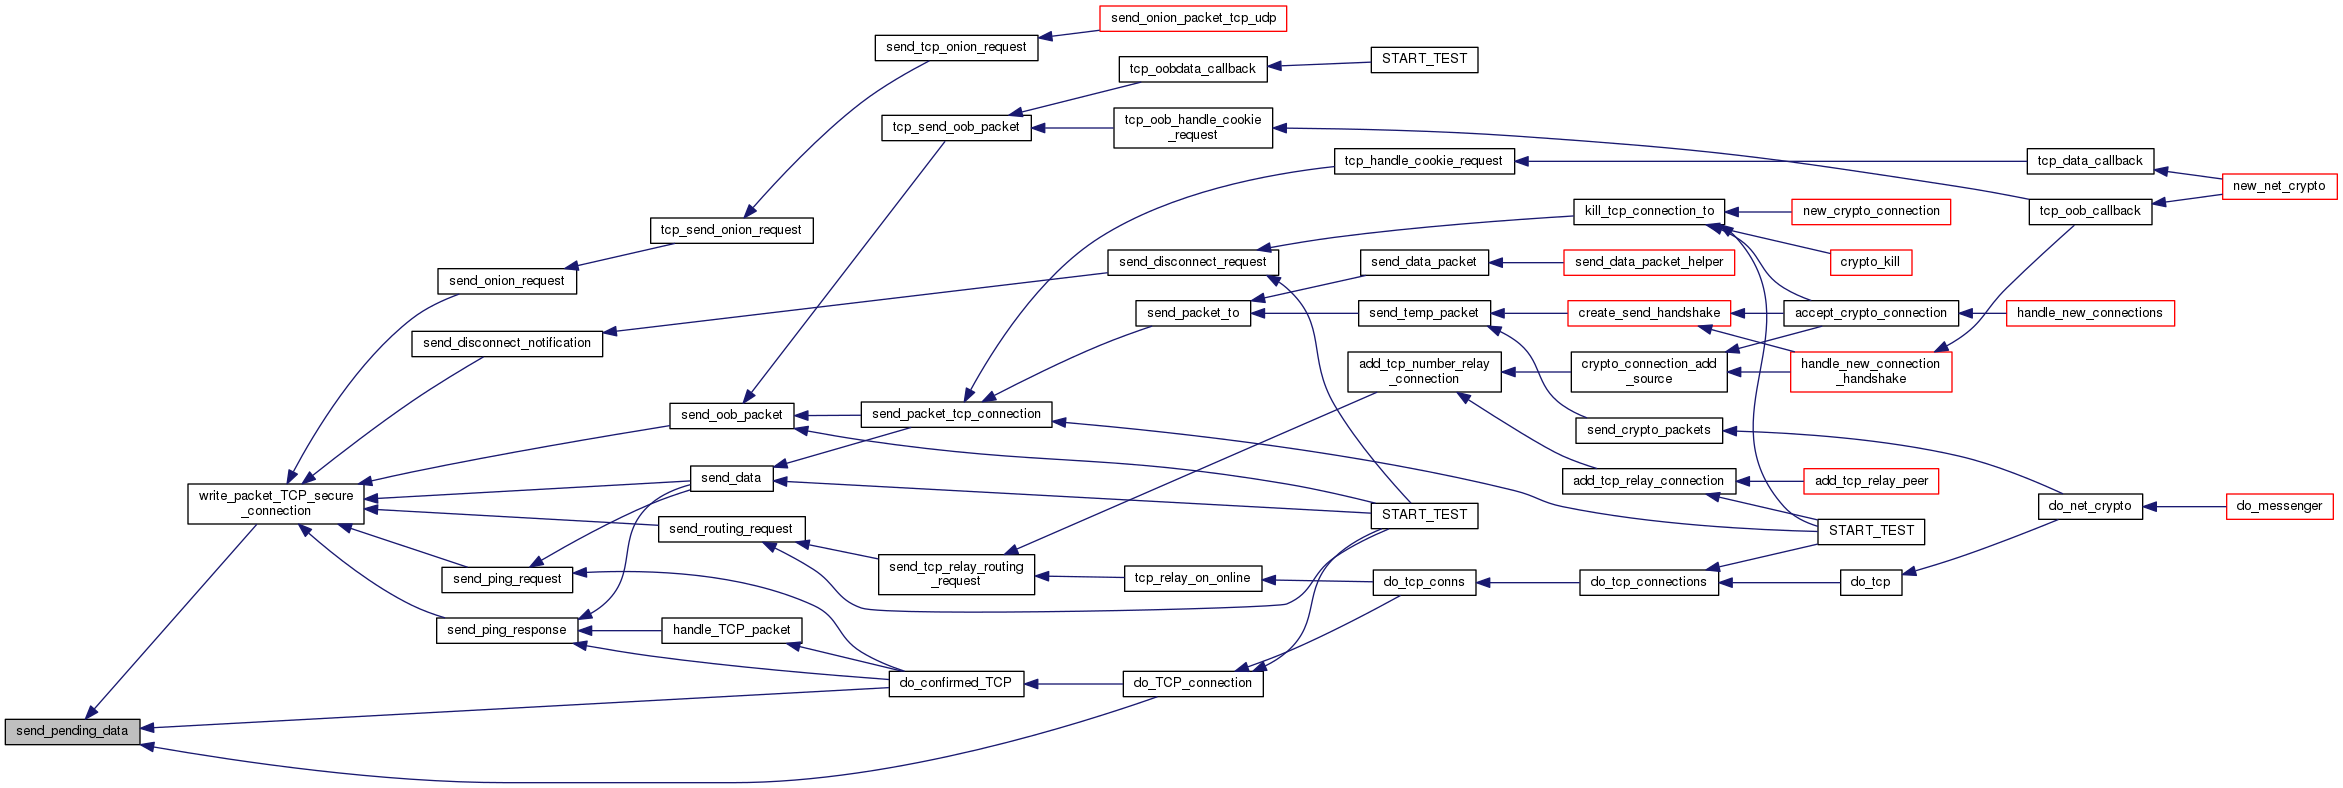 send_onion_packet_tcp_udp
send_tcp_onion_request
START_TEST
tcp_oobdata_callback
tcp_oob_handle_cookie
_request
tcp_send_oob_packet
tcp_handle_cookie_request
tcp_data_callback
new_net_crypto
kill_tcp_connection_to
new_crypto_connection
tcp_oob_callback
tcp_send_onion_request
send_disconnect_request
send_data_packet
send_data_packet_helper
crypto_kill
send_onion_request
send_packet_to
send_temp_packet
create_send_handshake
accept_crypto_connection
handle_new_connections
send_disconnect_notification
add_tcp_number_relay
_connection
crypto_connection_add
_source
handle_new_connection
_handshake
send_oob_packet
send_packet_tcp_connection
send_crypto_packets
send_data
add_tcp_relay_connection
add_tcp_relay_peer
write_packet_TCP_secure
_connection
START_TEST
do_net_crypto
do_messenger
send_routing_request
START_TEST
send_ping_request
send_tcp_relay_routing
_request
tcp_relay_on_online
do_tcp_conns
do_tcp_connections
do_tcp
send_ping_response
handle_TCP_packet
do_confirmed_TCP
do_TCP_connection
send_pending_data